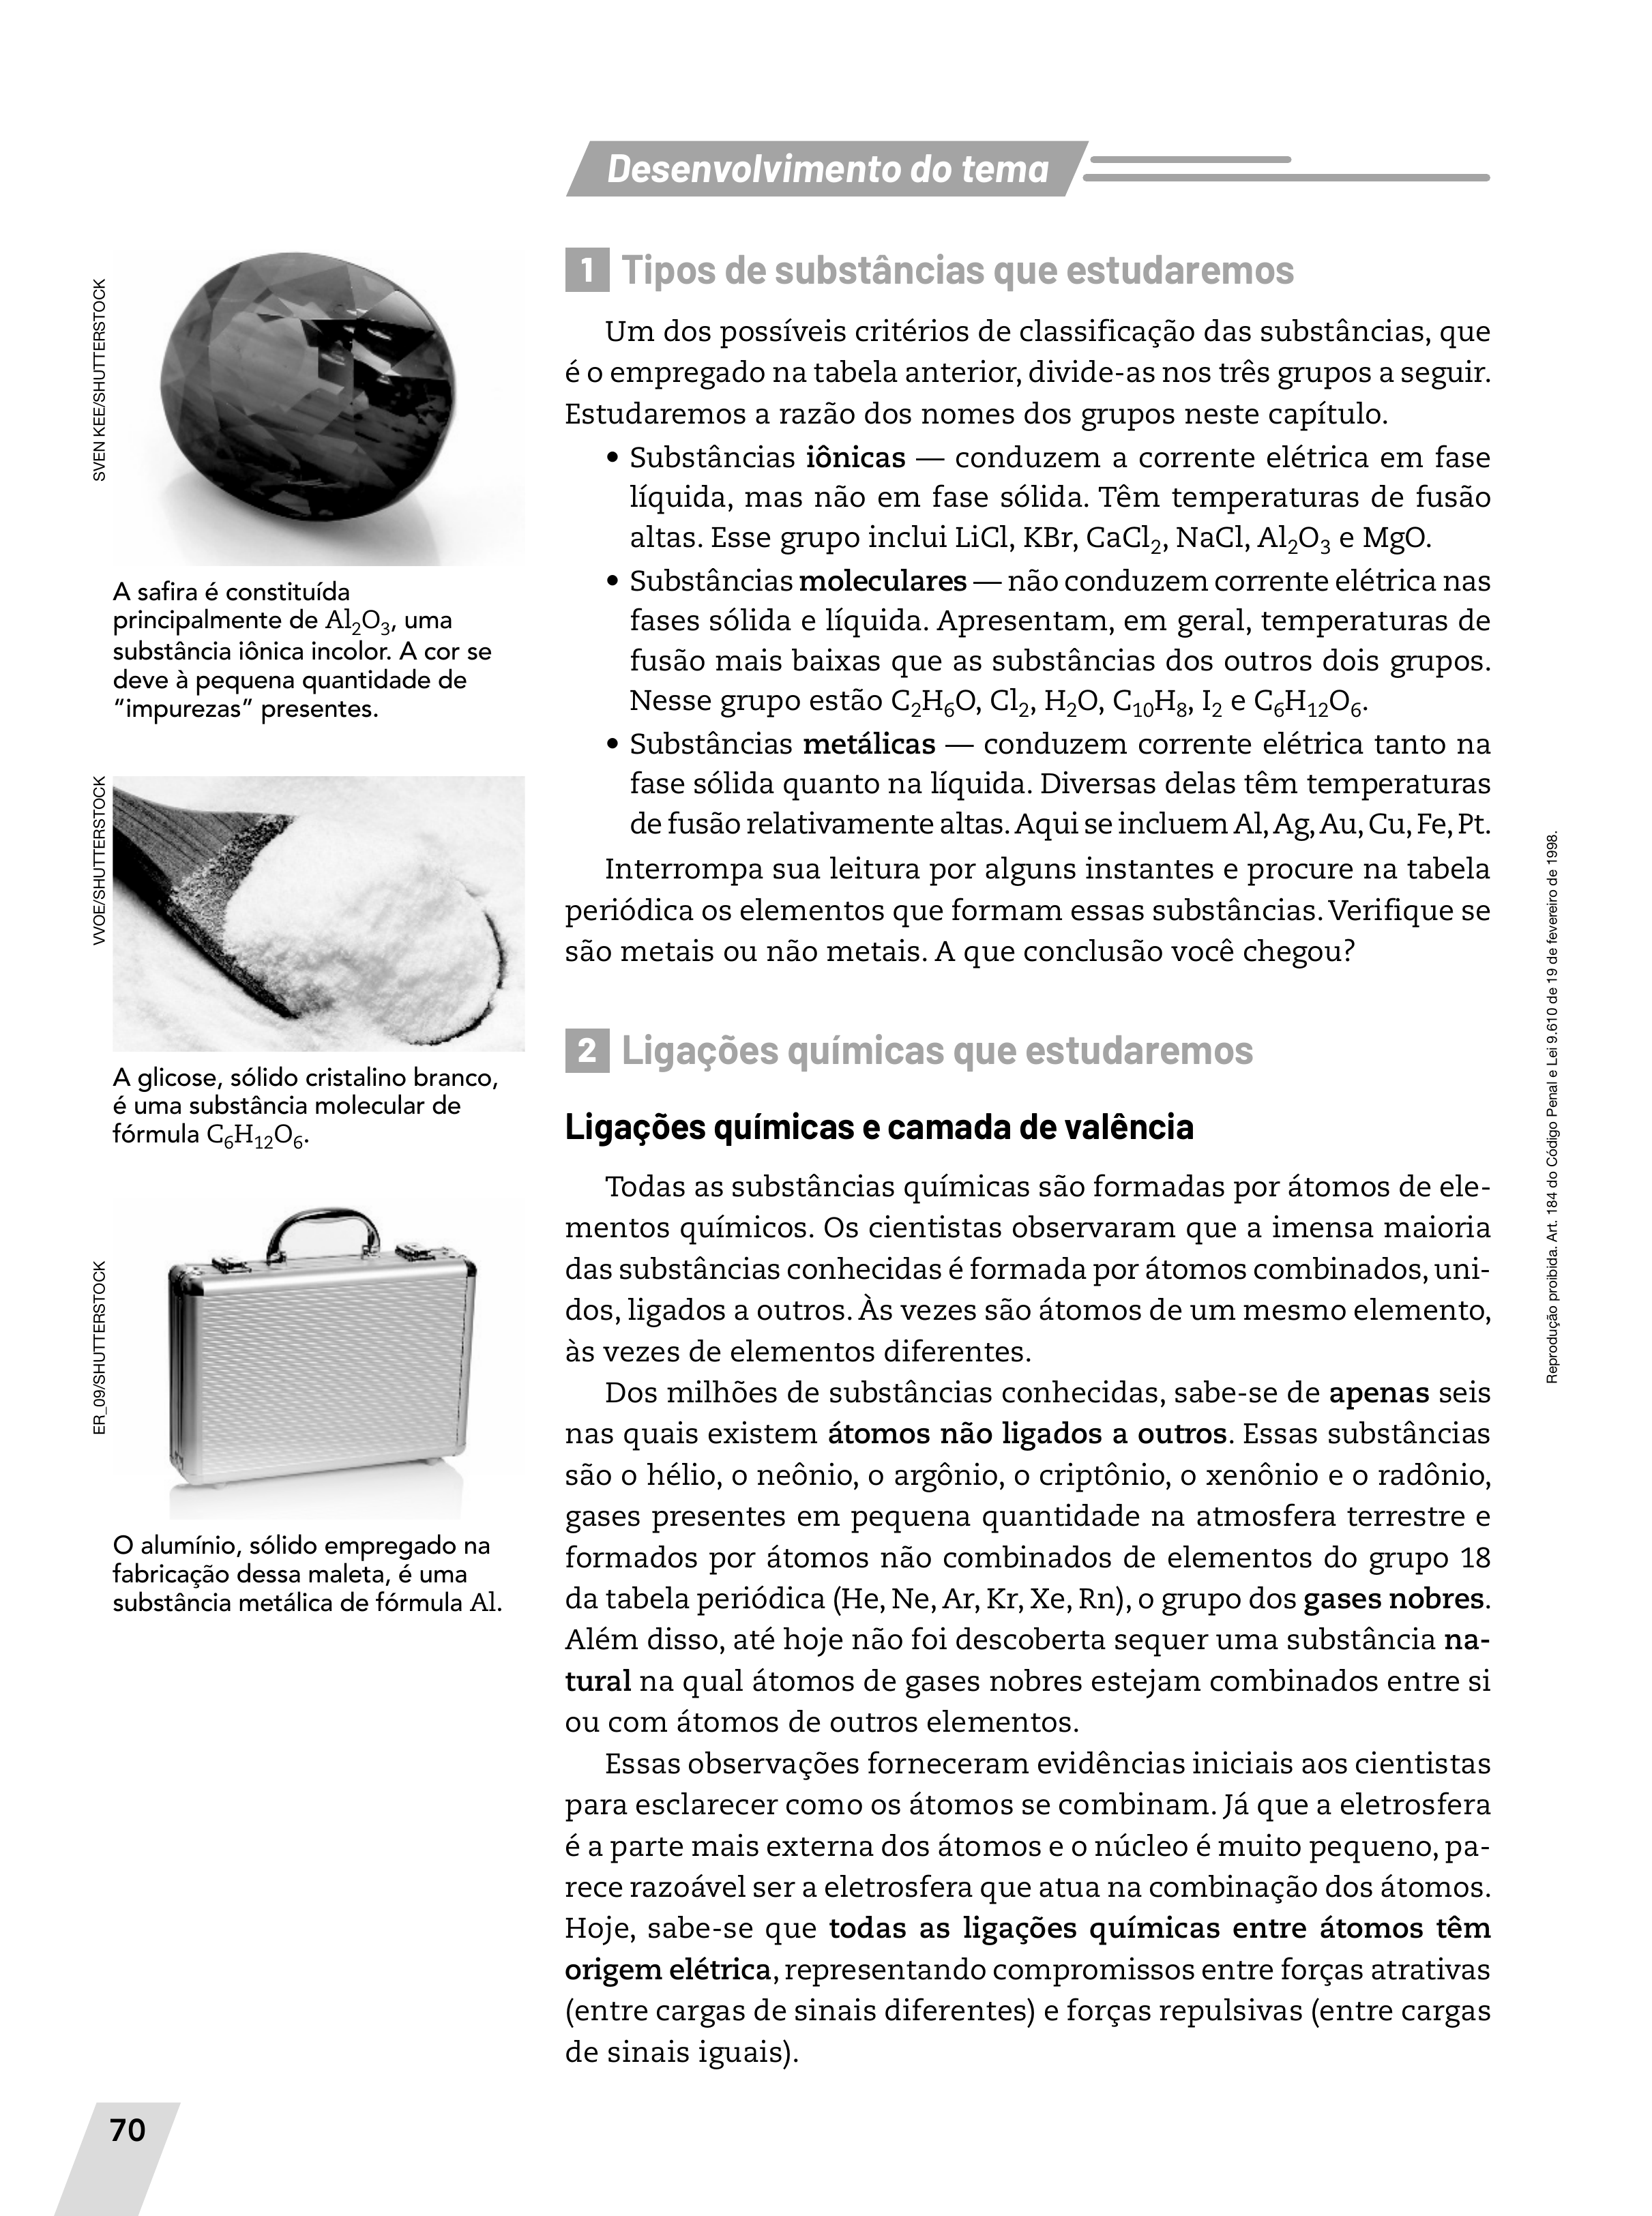 Desenvolvimento do tema
SVEN KEE/SHUTTERSTOCK
A safira é constituída
principalmente de Al₂O₃, uma
substância iônica incolor. A cor se
deve à pequena quantidade de
“impurezas” presentes.
VVOE/SHUTTERSTOCK
A glicose, sólido cristalino branco,
é uma substância molecular de
fórmula C₆H₁₂O₆.
ER_09/SHUTTERSTOCK
O alumínio, sólido empregado na
fabricação dessa maleta, é uma
substância metálica de fórmula Al.
1 Tipos de substâncias que estudaremos
Um dos possíveis critérios de classificação das substâncias, que
é o empregado na tabela anterior, divide-as nos três grupos a seguir.
Estudaremos a razão dos nomes dos grupos neste capítulo.
• Substâncias iônicas — conduzem a corrente elétrica em fase
líquida, mas não em fase sólida. Têm temperaturas de fusão
altas. Esse grupo inclui LiCl, KBr, CaCl₂, NaCl, Al₂O₃ e MgO.
• Substâncias moleculares — não conduzem corrente elétrica nas
fases sólida e líquida. Apresentam, em geral, temperaturas de
fusão mais baixas que as substâncias dos outros dois grupos.
Nesse grupo estão C₂H₆O, Cl₂, H₂O, C₁₀H₈, I₂ e C₆H₁₂O₆.
• Substâncias metálicas — conduzem corrente elétrica tanto na
fase sólida quanto na líquida. Diversas delas têm temperaturas
de fusão relativamente altas. Aqui se incluem Al, Ag, Au, Cu, Fe, Pt.
Interrompa sua leitura por alguns instantes e procure na tabela
periódica os elementos que formam essas substâncias. Verifique se
são metais ou não metais. A que conclusão você chegou?
2 Ligações químicas que estudaremos
Ligações químicas e camada de valência
Todas as substâncias químicas são formadas por átomos de ele-
mentos químicos. Os cientistas observaram que a imensa maioria
das substâncias conhecidas é formada por átomos combinados, uni-
dos, ligados a outros. Às vezes são átomos de um mesmo elemento,
às vezes de elementos diferentes.
Dos milhões de substâncias conhecidas, sabe-se de apenas seis
nas quais existem átomos não ligados a outros. Essas substâncias
são o hélio, o neônio, o argônio, o criptônio, o xenônio e o radônio,
gases presentes em pequena quantidade na atmosfera terrestre e
formados por átomos não combinados de elementos do grupo 18
da tabela periódica (He, Ne, Ar, Kr, Xe, Rn), o grupo dos gases nobres.
Além disso, até hoje não foi descoberta sequer uma substância na-
tural na qual átomos de gases nobres estejam combinados entre si
ou com átomos de outros elementos.
Essas observações forneceram evidências iniciais aos cientistas
para esclarecer como os átomos se combinam. Já que a eletrosfera
é a parte mais externa dos átomos e o núcleo é muito pequeno, pa-
rece razoável ser a eletrosfera que atua na combinação dos átomos.
Hoje, sabe-se que todas as ligações químicas entre átomos têm
origem elétrica, representando compromissos entre forças atrativas
(entre cargas de sinais diferentes) e forças repulsivas (entre cargas
de sinais iguais).
Reprodução proibida. Art. 184 do Código Penal e Lei 9.610 de 19 de fevereiro de 1998.
70